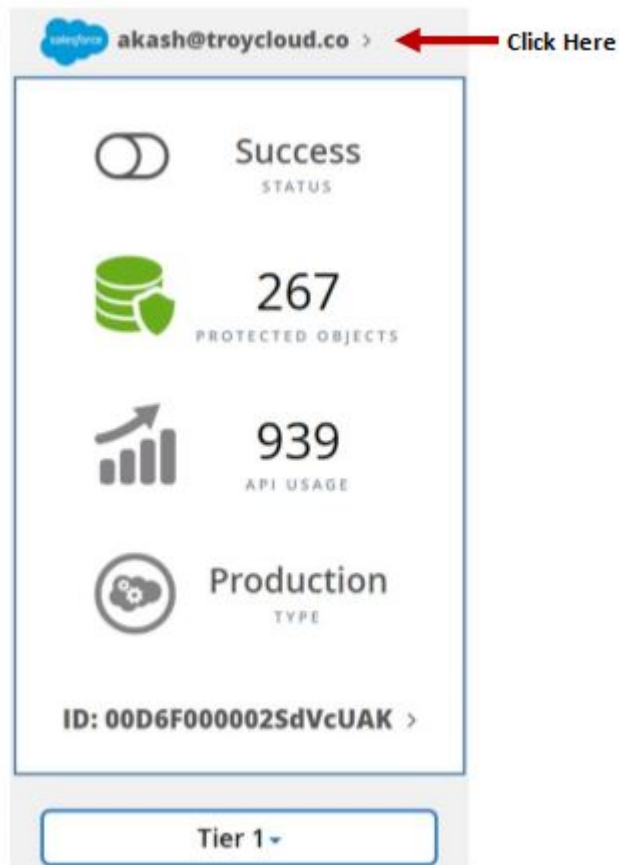 salesforce akash@troycloud.co >
Click Here
Success
STATUS
267
PROTECTED OBJECTS
939
API USAGE
Production
TYPE
ID: 00D6F000002SdVcUAK >
Tier 1